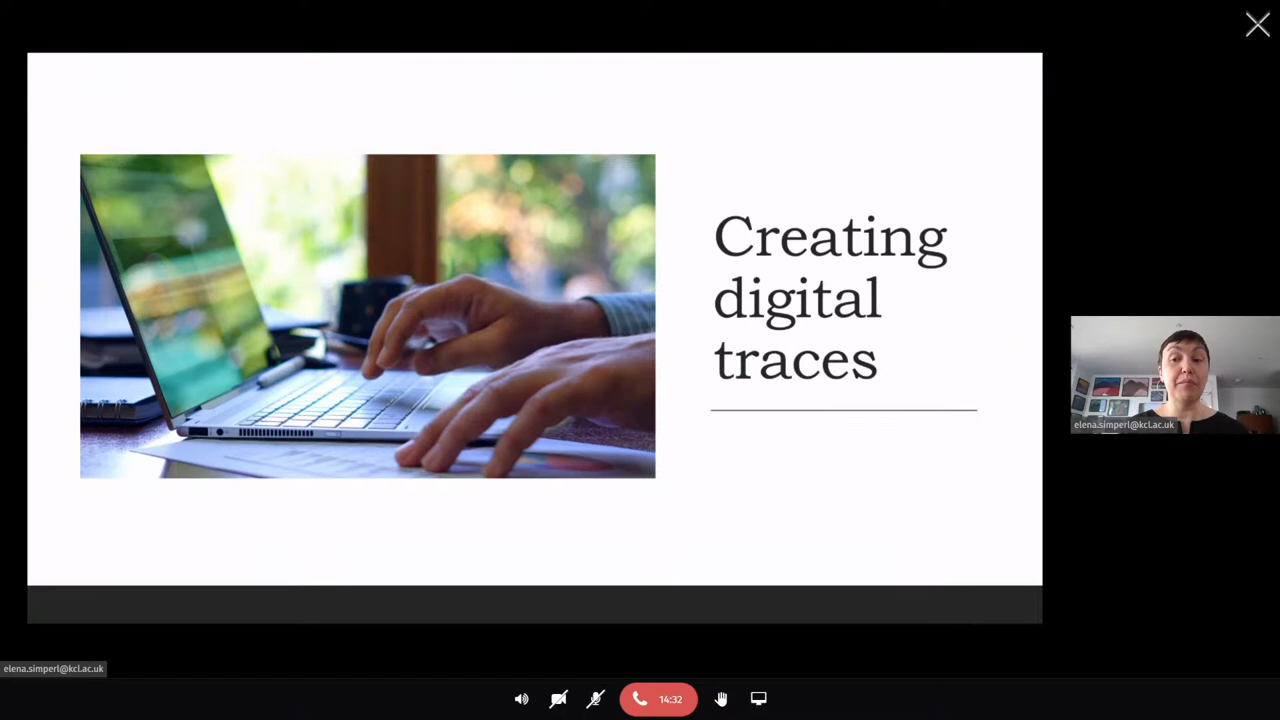 Creating
digital
traces
elena.simperl@kcl.ac.uk
elena.simperl@kcl.ac.uk
14:32